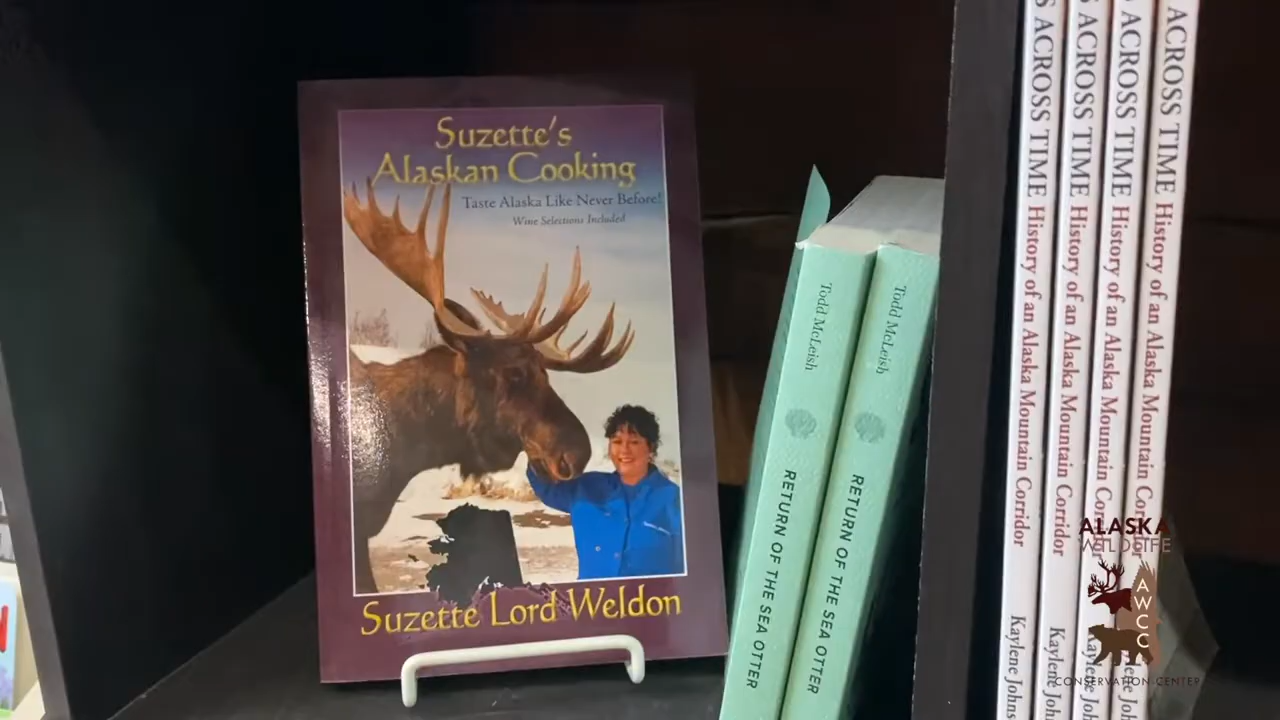 Suzette's
Alaskan Cooking
Taste Alaska Like Never Before!
Wine Selections Included
Suzette Lord Weldon
Todd McLeish
RETURN OF THE SEA OTTER
Todd McLeish
RETURN OF THE SEA OTTER
ACROSS TIME History of an Alaska Mountain Corridor
Kaylene Johns
ACROSS TIME History of an Alaska Mountain Corridor
Kaylene
ACROSS TIME History of an Alaska Mountain
ACROSS TIME History of an Alaska Mountain
ALASKA
WILDLIFE
AWCC
CONSERVATION CENTER